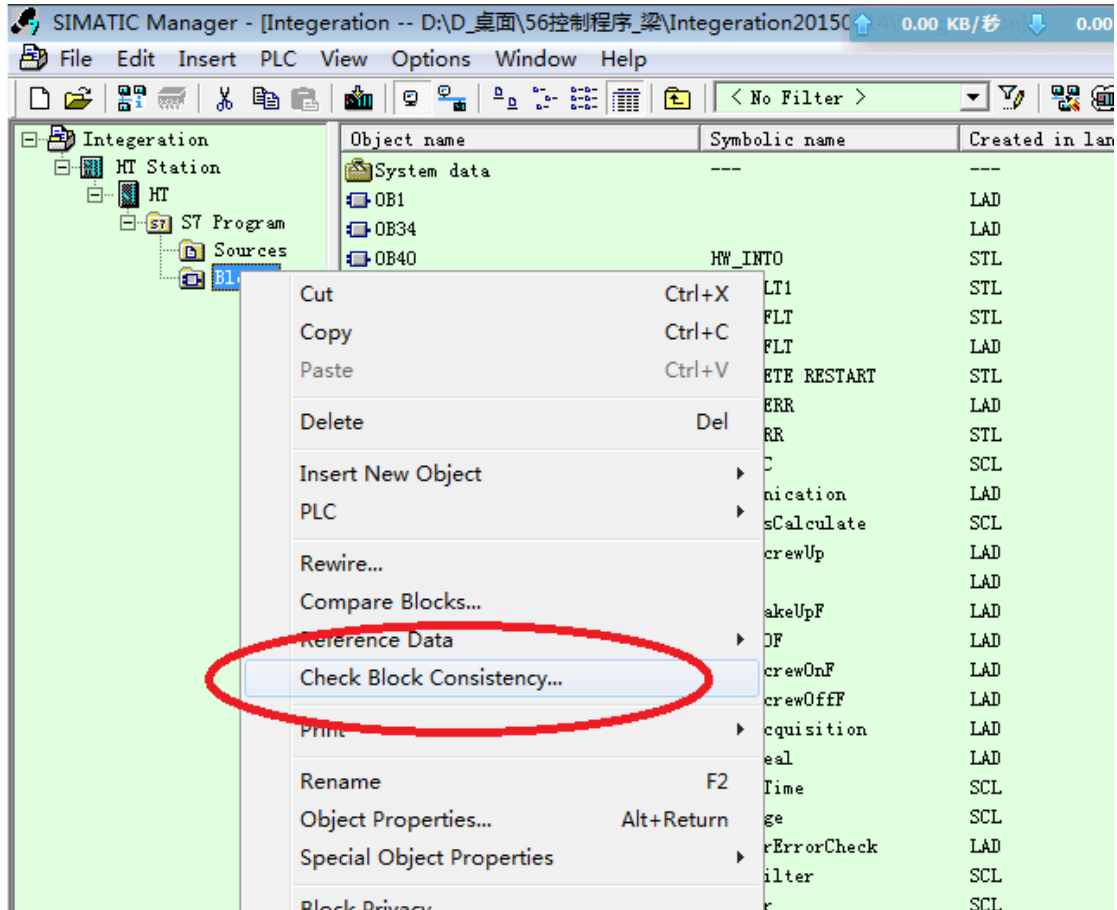 SIMATIC Manager - [Integeration -- D:\D_桌面\56控制程序_梁\Integeration20150
0.00 KB/秒 0.00
File Edit Insert PLC View Options Window Help
< No Filter >
Integeration
HT Station
HT
S7 Program
Sources
Object name Symbolic name Created in lan
System data --- ---
OB1 LAD
OB34 LAD
OB40 HW_INT0 STL
Cut Ctrl+X
LT1 STL
FLT STL
Copy Ctrl+C
FLT LAD
Paste Ctrl+V
ETE RESTART STL
ERR LAD
Delete Del
RR STL
C SCL
Insert New Object
nication LAD
PLC
sCalculate SCL
crewUp LAD
Rewire...
LAD
Compare Blocks...
akeUpF LAD
Reference Data
OF LAD
Check Block Consistency...
crewOnF LAD
crewOffF LAD
Print
cquisition LAD
eal LAD
Rename F2
Time SCL
Object Properties... Alt+Return
ge SCL
rErrorCheck LAD
Special Object Properties
ilter SCL
Block Privacy
r SCL